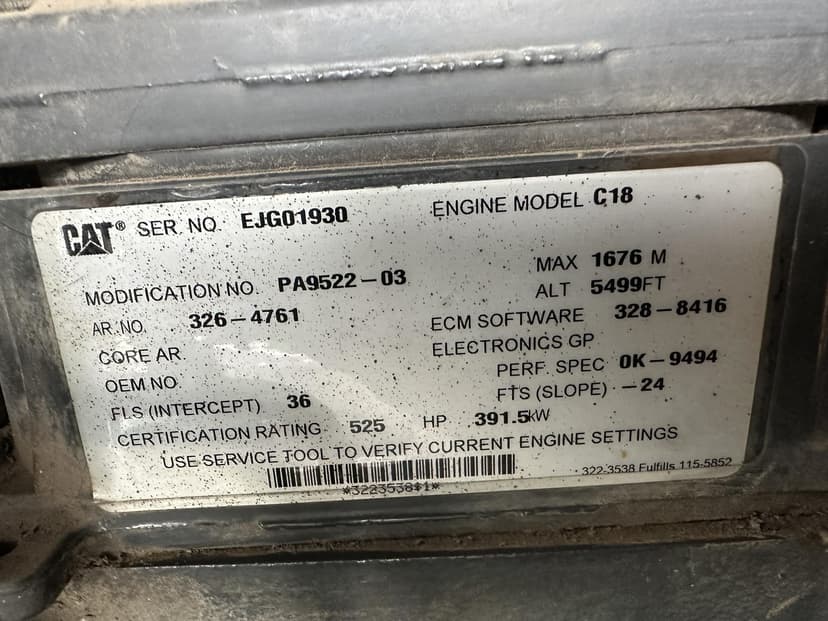 CAT® SER. NO. EJG01930 ENGINE MODEL C18
MODIFICATION NO. PA9522-03 MAX 1676 M
ALT 5499FT
AR.NO. 326-4761 ECM SOFTWARE 328-8416
CORE AR ELECTRONICS GP
OEM NO PERF. SPEC 0K-9494
FLS (INTERCEPT) 36 FTS (SLOPE) -24
CERTIFICATION RATING 525 HP 391.5kW
USE SERVICE TOOL TO VERIFY CURRENT ENGINE SETTINGS
322-3538 Fulfills 115-5852
*3223538#1*